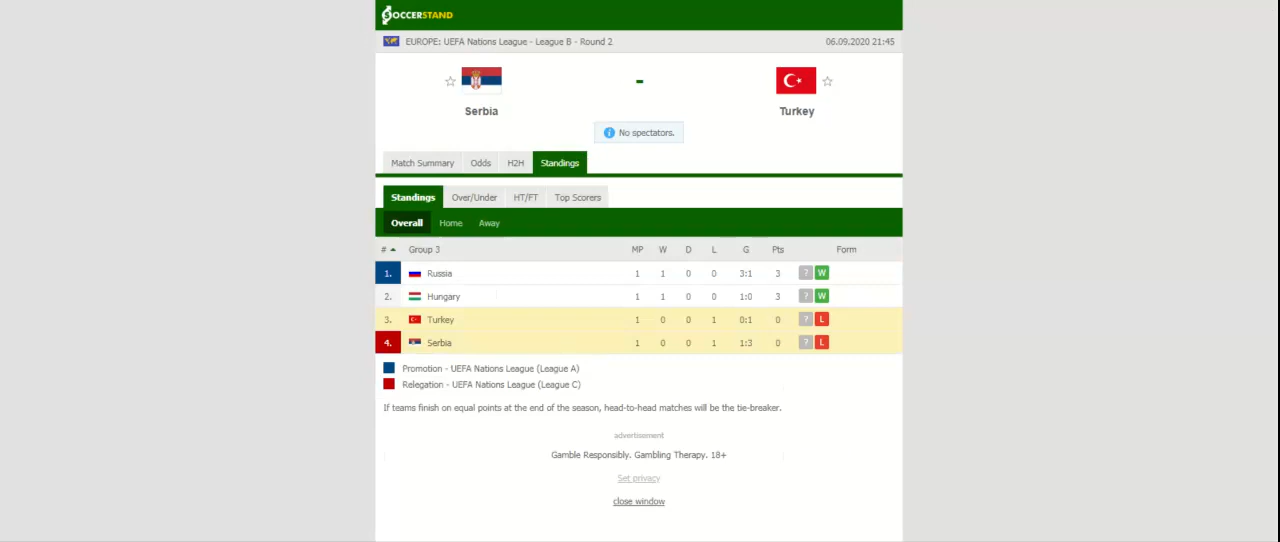 SOCCERSTAND
EUROPE: UEFA Nations League - League B - Round 2 06.09.2020 21:45
-
Serbia Turkey
No spectators.
Match Summary Odds H2H Standings
Standings Over/Under HT/FT Top Scorers
Overall Home Away
# Group 3 MP W D L G Pts Form
1. Russia 1 1 0 0 3:1 3 ? W
2. Hungary 1 1 0 0 1:0 3 ? W
3. Turkey 1 0 0 1 0:1 0 ? L
4. Serbia 1 0 0 1 1:3 0 ? L
Promotion - UEFA Nations League (League A)
Relegation - UEFA Nations League (League C)
If teams finish on equal points at the end of the season, head-to-head matches will be the tie-breaker.
advertisement
Gamble Responsibly. Gambling Therapy. 18+
Set privacy
close window